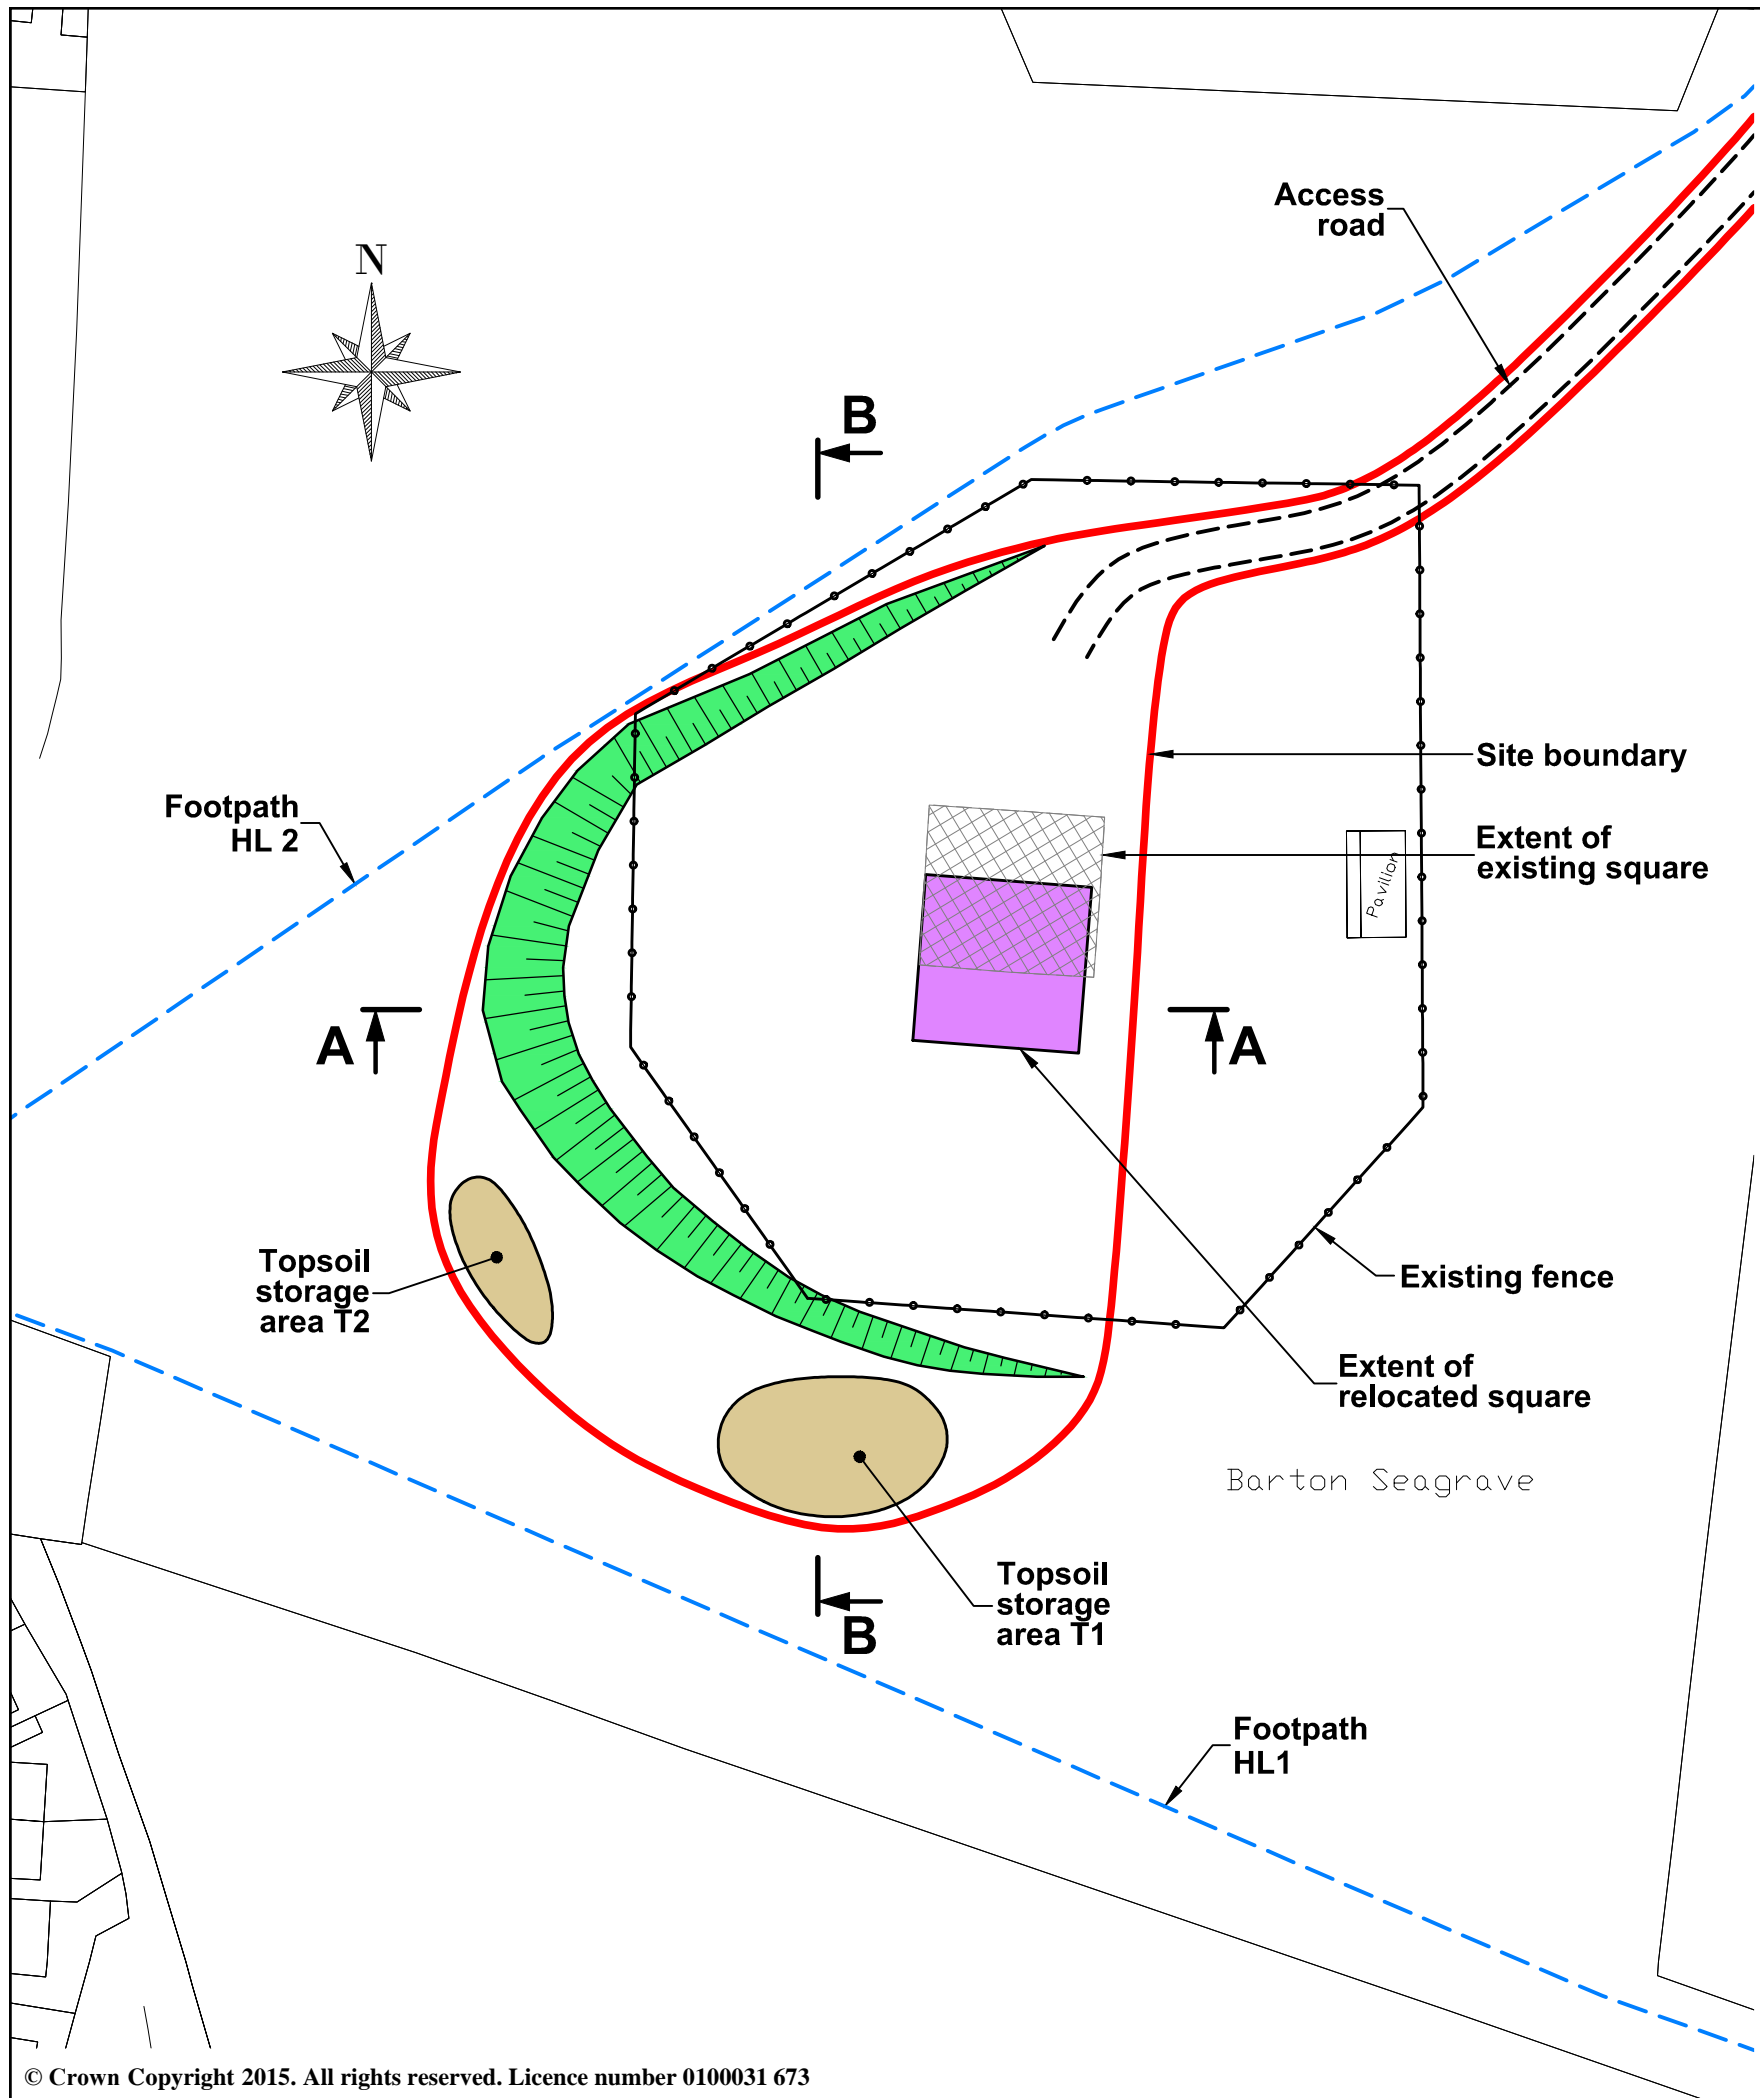 Access
road
N
B
Site boundary
Footpath
HL 2
Extent of
existing square
Pavilion
A
A
Topsoil
storage
area T2
Existing fence
Extent of
relocated square
Barton Seagrave
Topsoil
storage
area T1
B
Footpath
HL1
© Crown Copyright 2015. All rights reserved. Licence number 0100031 673